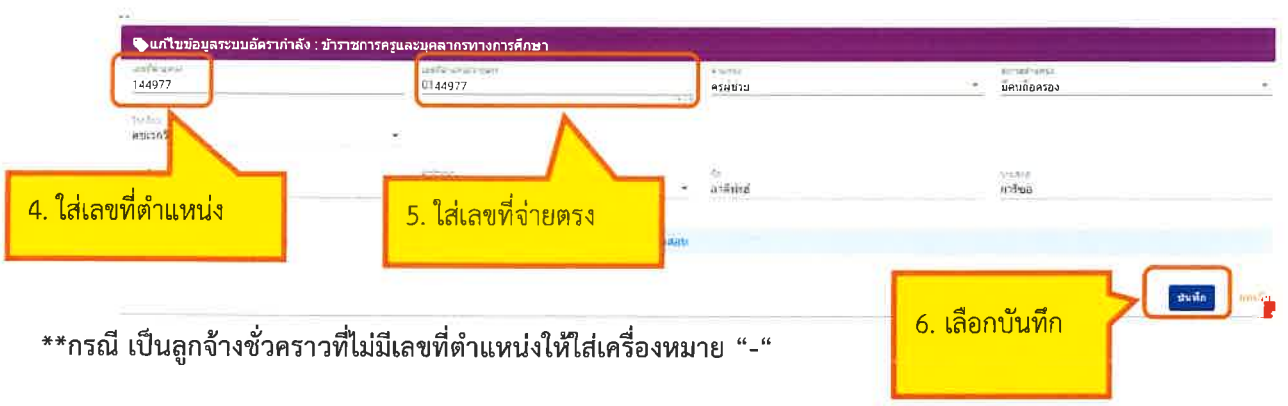 แก้ไขข้อมูลระบบอัตรากำลัง : ข้าราชการครูและบุคลากรทางการศึกษา
144977
0144977
ครูผู้ช่วย
มีคนถือครอง
4. ใส่เลขที่ตำแหน่ง
5. ใส่เลขที่จ่ายตรง
บันทึก
6. เลือกบันทึก
**กรณี เป็นลูกจ้างชั่วคราวที่ไม่มีเลขที่ตำแหน่งให้ใส่เครื่องหมาย “-“